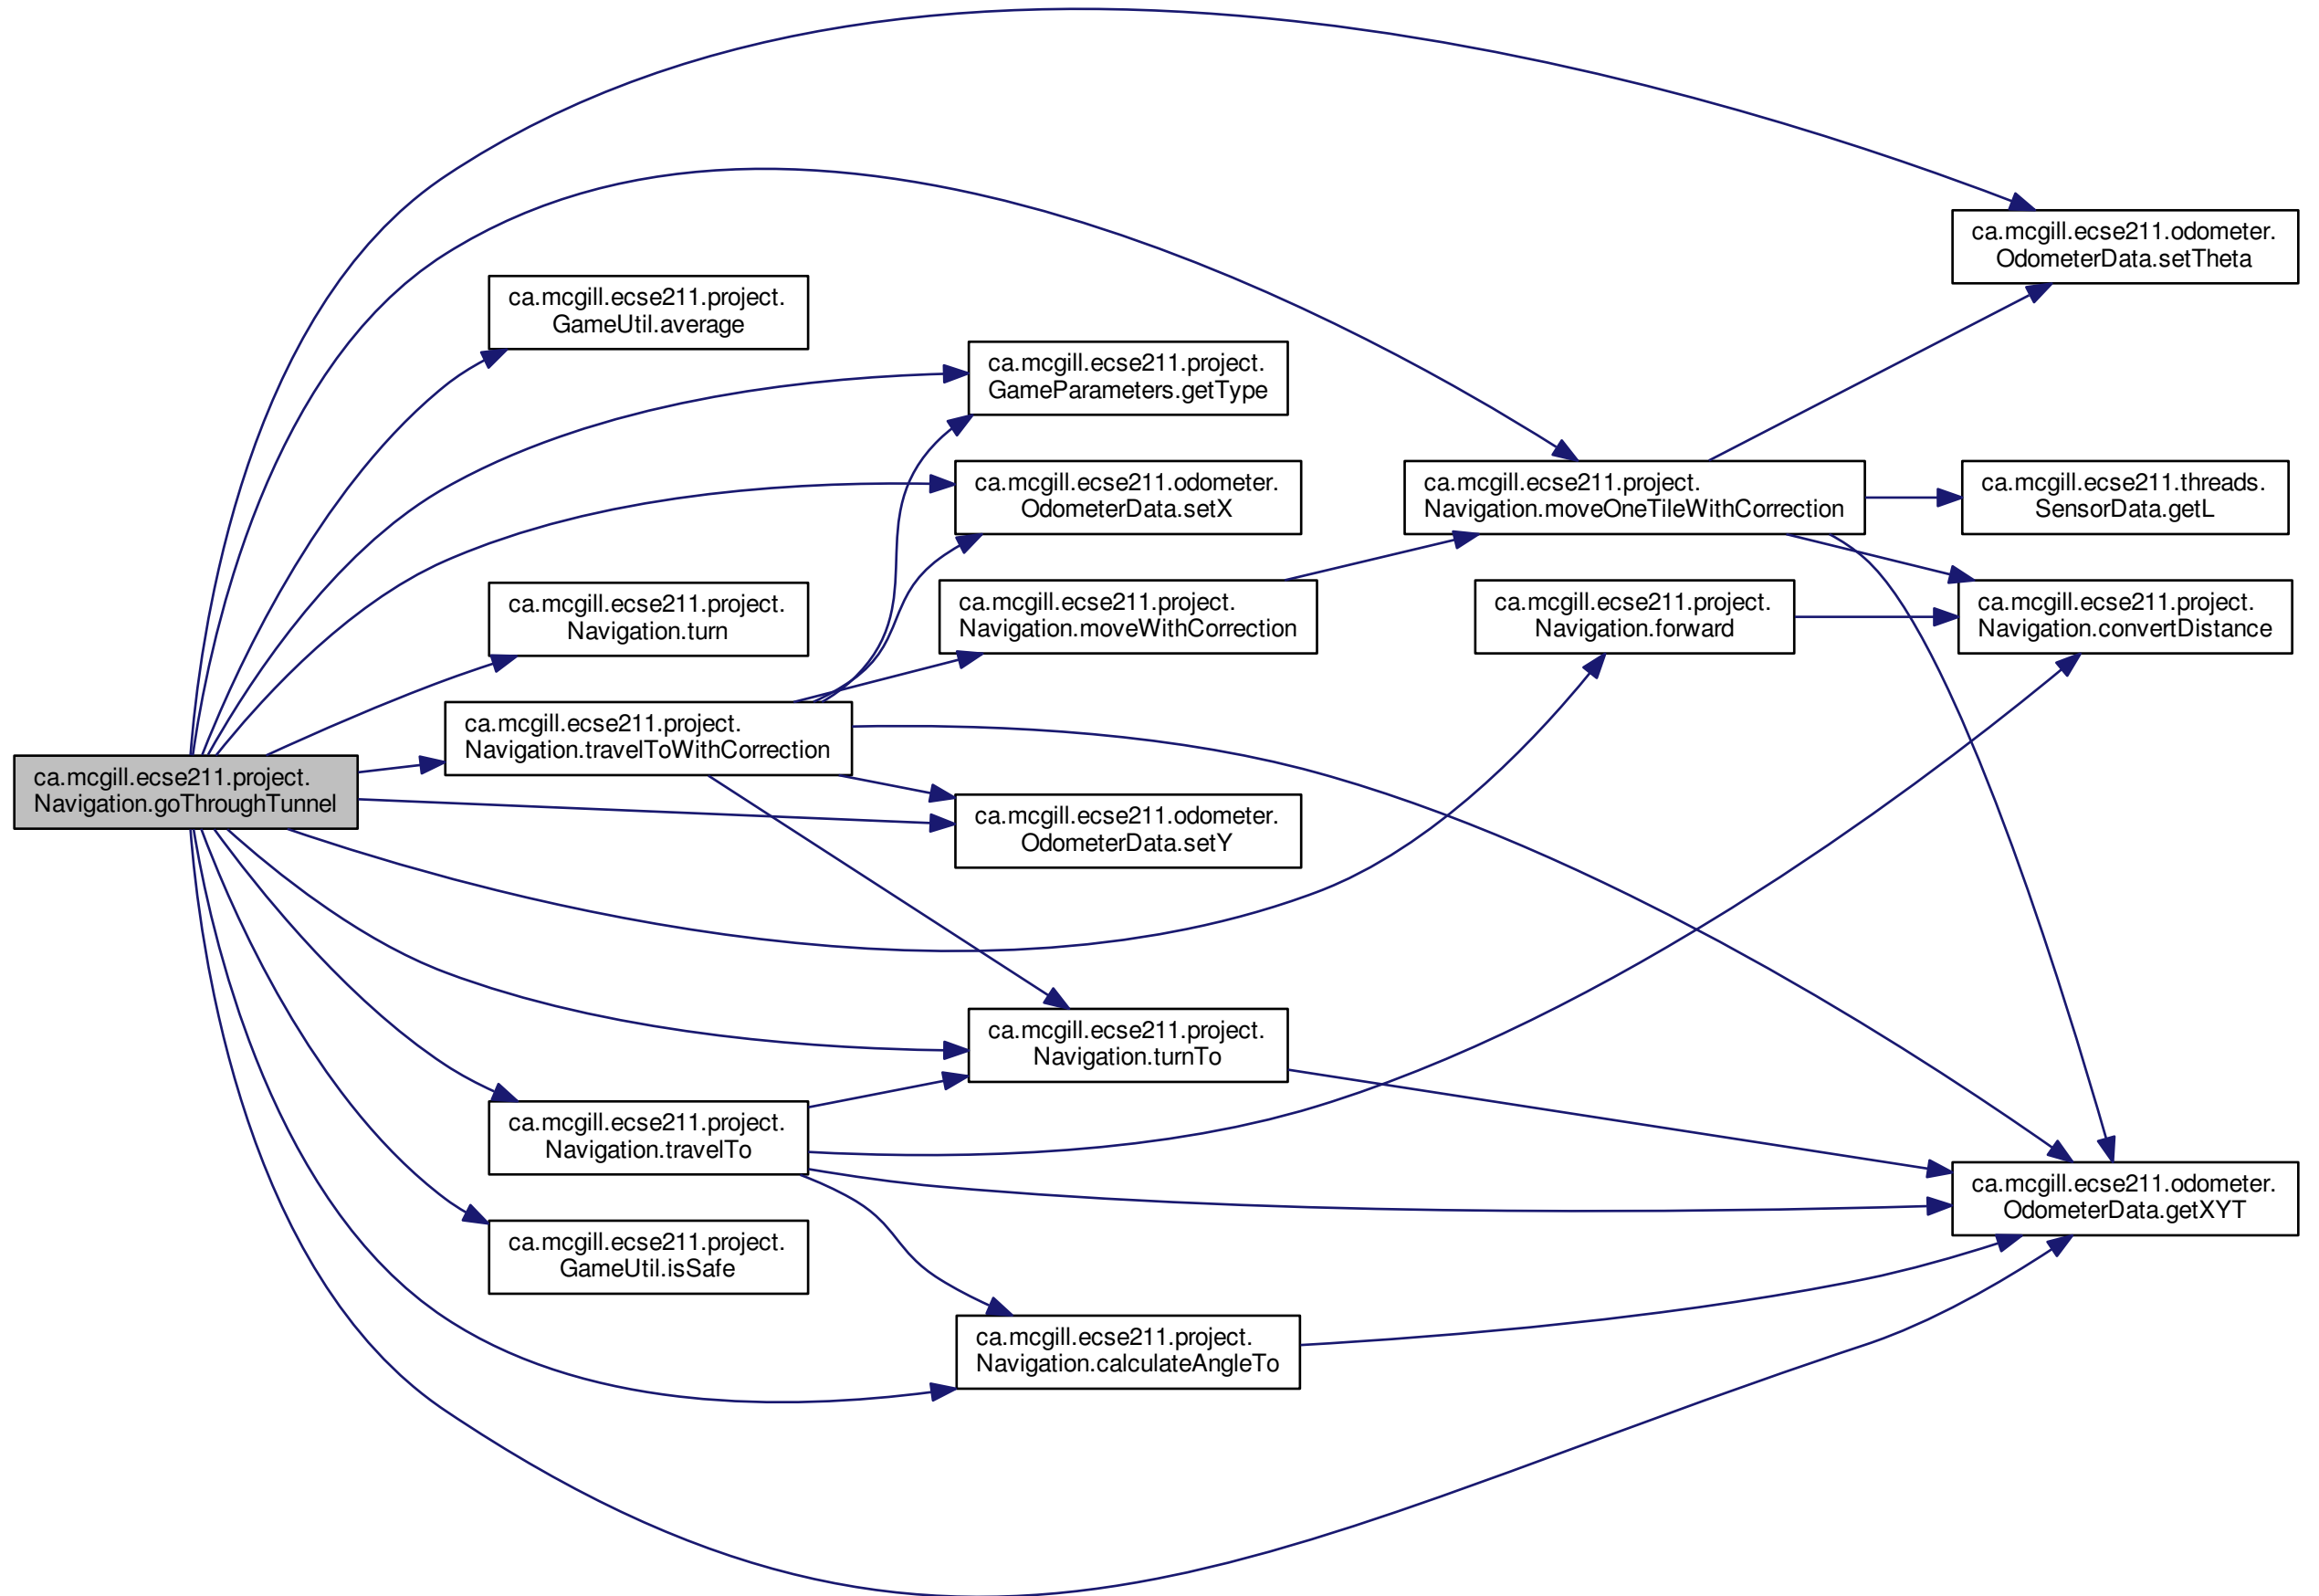 ca.mcgill.ecse211.project.
Navigation.goThroughTunnel
ca.mcgill.ecse211.project.
GameUtil.average
ca.mcgill.ecse211.project.
Navigation.turn
ca.mcgill.ecse211.project.
Navigation.travelToWithCorrection
ca.mcgill.ecse211.project.
Navigation.travelTo
ca.mcgill.ecse211.project.
GameUtil.isSafe
ca.mcgill.ecse211.project.
GameParameters.getType
ca.mcgill.ecse211.odometer.
OdometerData.setX
ca.mcgill.ecse211.project.
Navigation.moveWithCorrection
ca.mcgill.ecse211.odometer.
OdometerData.setY
ca.mcgill.ecse211.project.
Navigation.turnTo
ca.mcgill.ecse211.project.
Navigation.calculateAngleTo
ca.mcgill.ecse211.project.
Navigation.moveOneTileWithCorrection
ca.mcgill.ecse211.project.
Navigation.forward
ca.mcgill.ecse211.odometer.
OdometerData.setTheta
ca.mcgill.ecse211.threads.
SensorData.getL
ca.mcgill.ecse211.project.
Navigation.convertDistance
ca.mcgill.ecse211.odometer.
OdometerData.getXYT